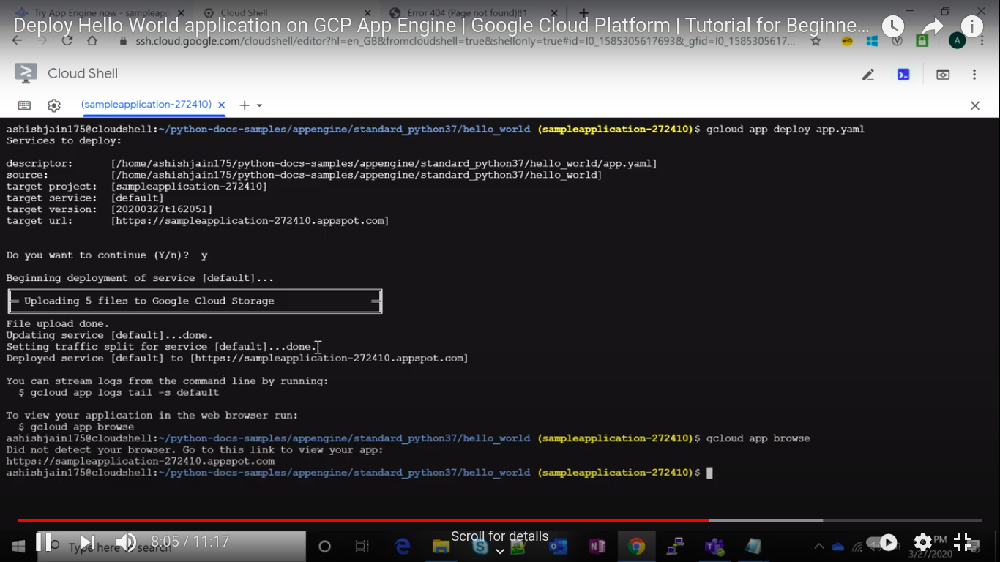 Try App Engine now - sampleap
Cloud Shell
Error 404 (Page not found)!!1
Deploy Hello World application on GCP App Engine | Google Cloud Platform | Tutorial for Beginne...
ssh.cloud.google.com/cloudshell/editor?hl=en_GB&fromcloudshell=true&shellonly=true#id=I0_1585305617693&_gfid=I0_1585305617...
A
Cloud Shell
(sampleapplication-272410)
ashishjain175@cloudshell:~/python-docs-samples/appengine/standard_python37/hello_world (sampleapplication-272410)$ gcloud app deploy app.yaml
Services to deploy:
descriptor: [/home/ashishjain175/python-docs-samples/appengine/standard_python37/hello_world/app.yaml]
source: [/home/ashishjain175/python-docs-samples/appengine/standard_python37/hello_world]
target project: [sampleapplication-272410]
target service: [default]
target version: [20200327t162051]
target url: [https://sampleapplication-272410.appspot.com]
Do you want to continue (Y/n)? y
Beginning deployment of service [default]...
Uploading 5 files to Google Cloud Storage
File upload done.
Updating service [default]...done.
Setting traffic split for service [default]...done.
Deployed service [default] to [https://sampleapplication-272410.appspot.com]
You can stream logs from the command line by running:
$ gcloud app logs tail -s default
To view your application in the web browser run:
$ gcloud app browse
ashishjain175@cloudshell:~/python-docs-samples/appengine/standard_python37/hello_world (sampleapplication-272410)$ gcloud app browse
Did not detect your browser. Go to this link to view your app:
https://sampleapplication-272410.appspot.com
ashishjain175@cloudshell:~/python-docs-samples/appengine/standard_python37/hello_world (sampleapplication-272410)$
Scroll for details
Type here to search
8:05 / 11:17
PM
3/27/2020